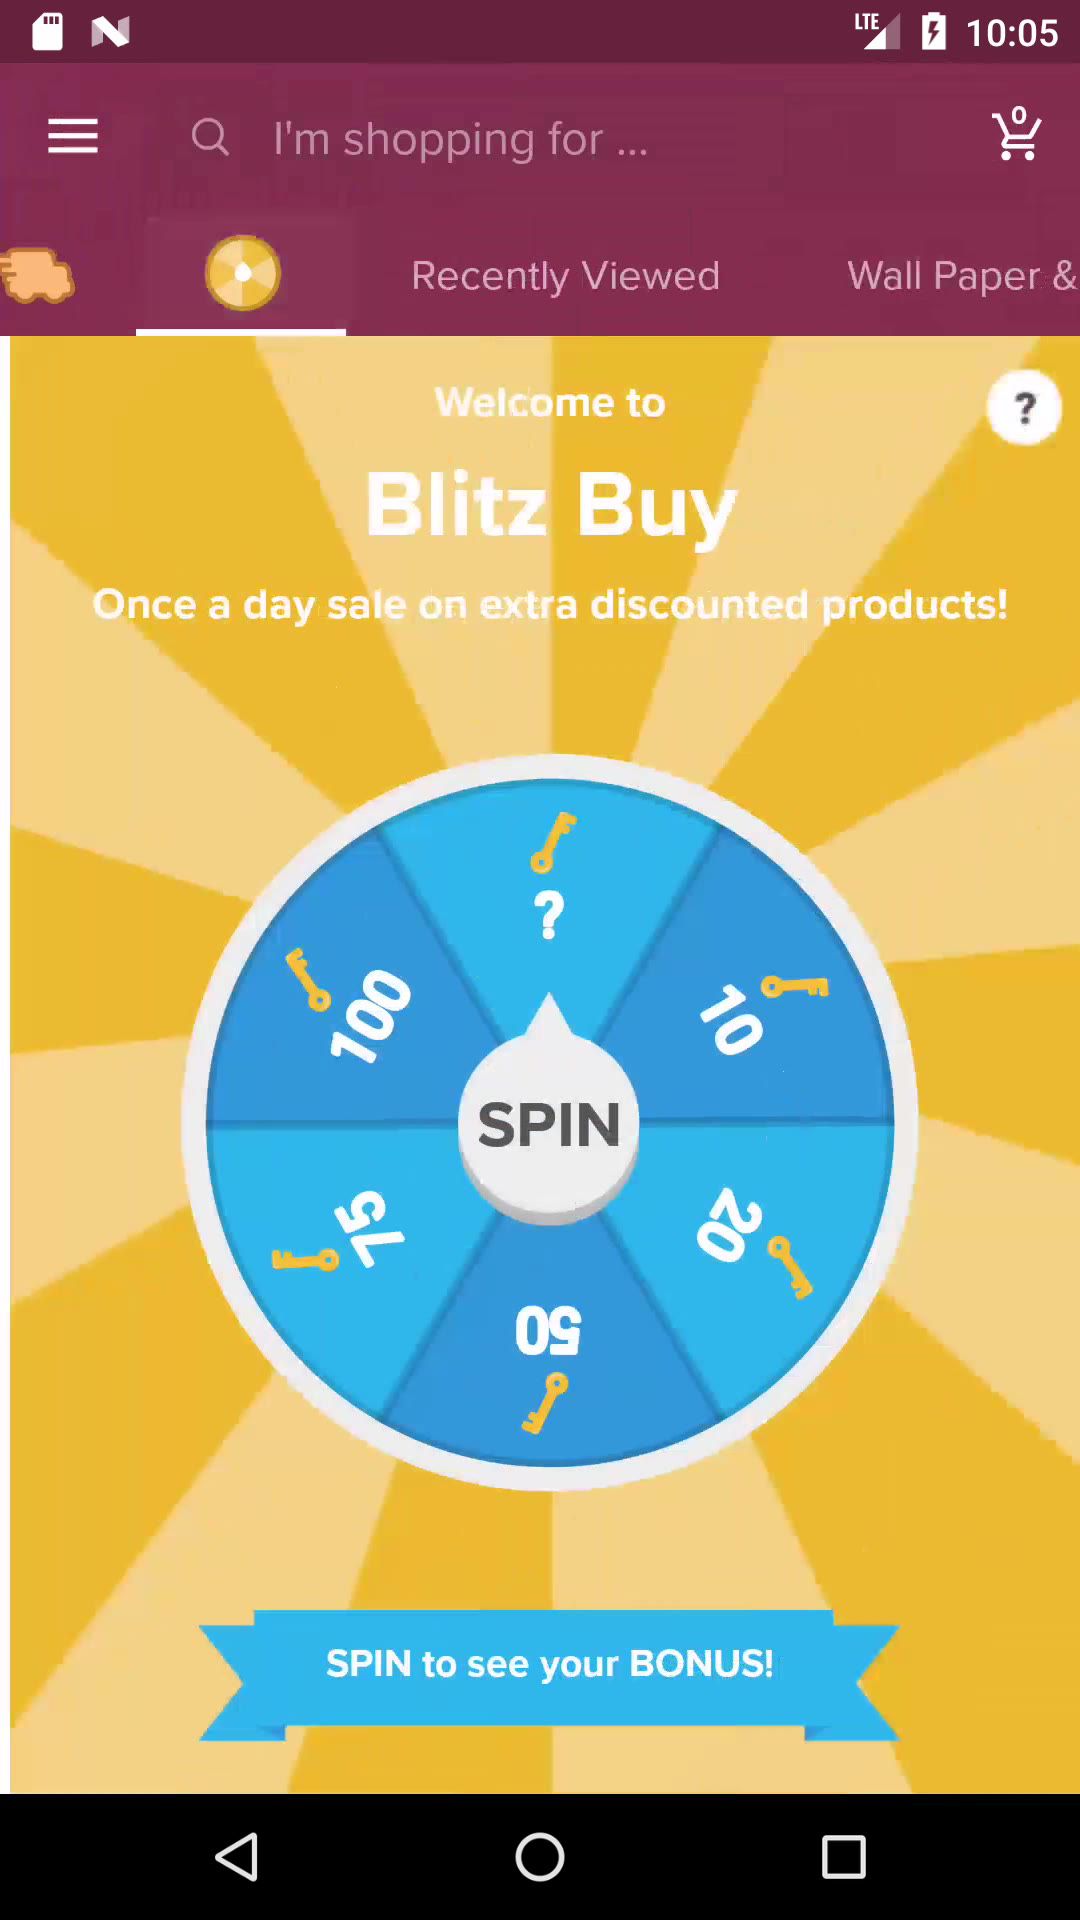 LTE 10:05
I'm shopping for ... 0
Recently Viewed Wall Paper &
Welcome to
?
Blitz Buy
Once a day sale on extra discounted products!
?
100
10
SPIN
75
20
50
SPIN to see your BONUS!